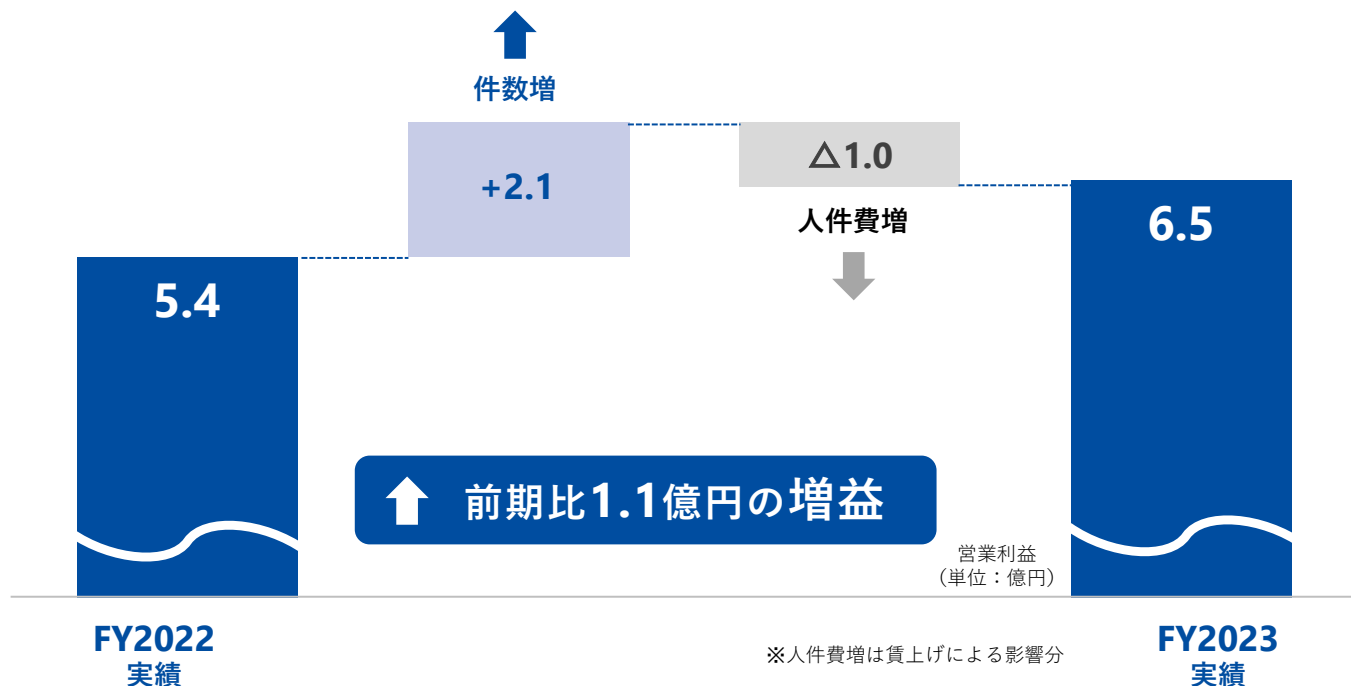 件数増
+2.1
△1.0
人件費増
5.4
6.5
前期比1.1億円の増益
営業利益
（単位：億円）
FY2022
実績
※人件費増は賃上げによる影響分
FY2023
実績